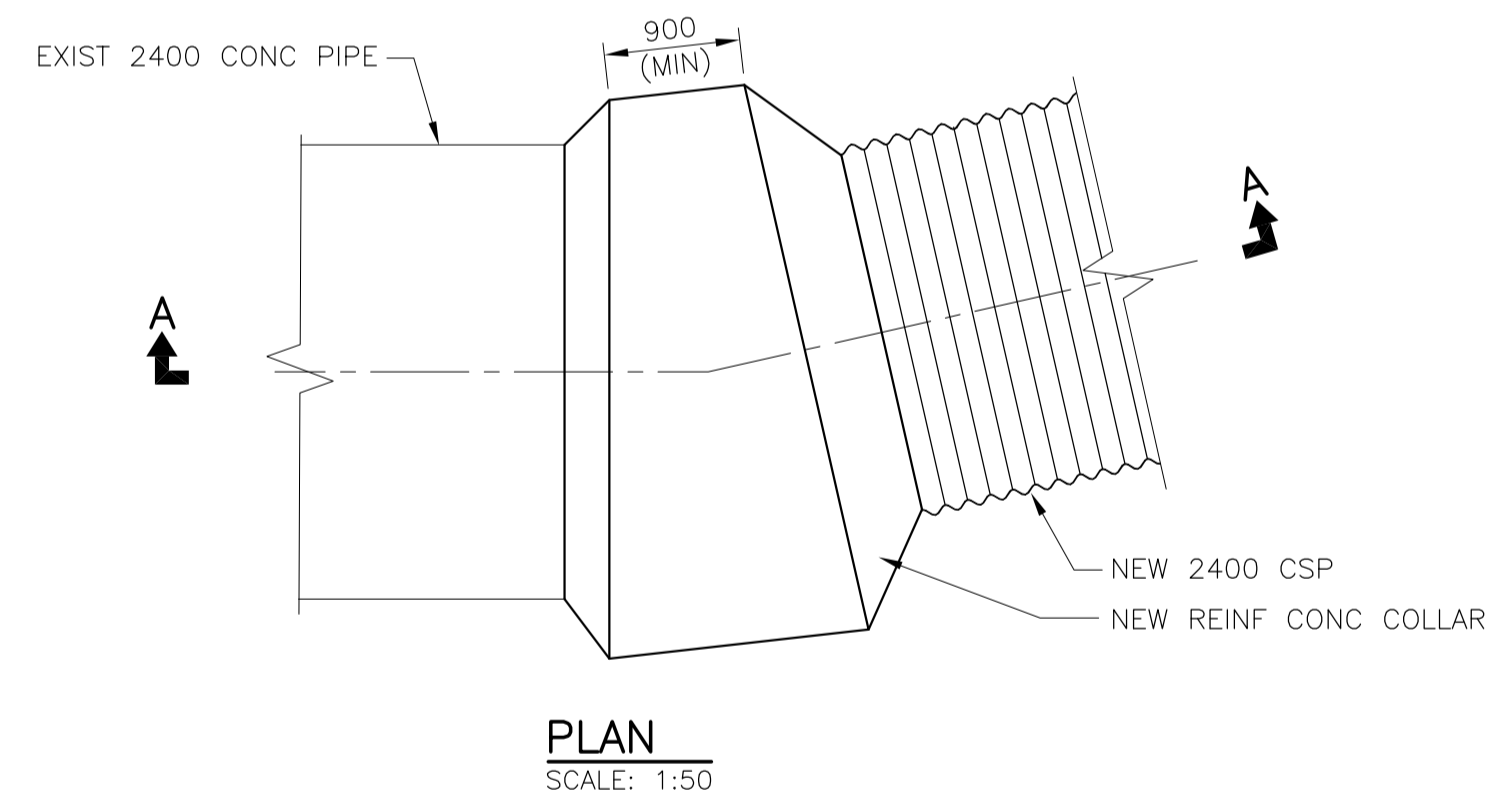 900
(MIN)
EXIST 2400 CONC PIPE
A
A
NEW 2400 CSP
NEW REINF CONC COLLAR
PLAN
SCALE: 1:50